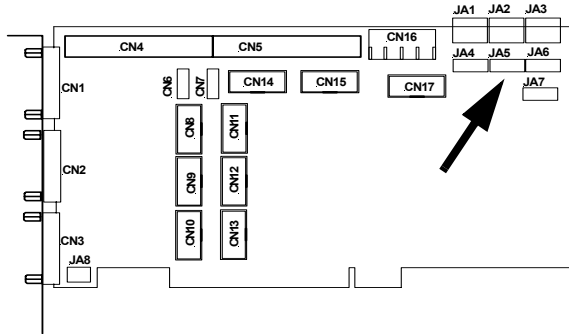 JA1 JA2 JA3
CN16
CN4 CN5
JA4 JA5 JA6
CN1 CN6 CN7 CN14 CN15 CN17 JA7
CN8 CN11
CN2 CN9 CN12
CN10 CN13
CN3
JA8